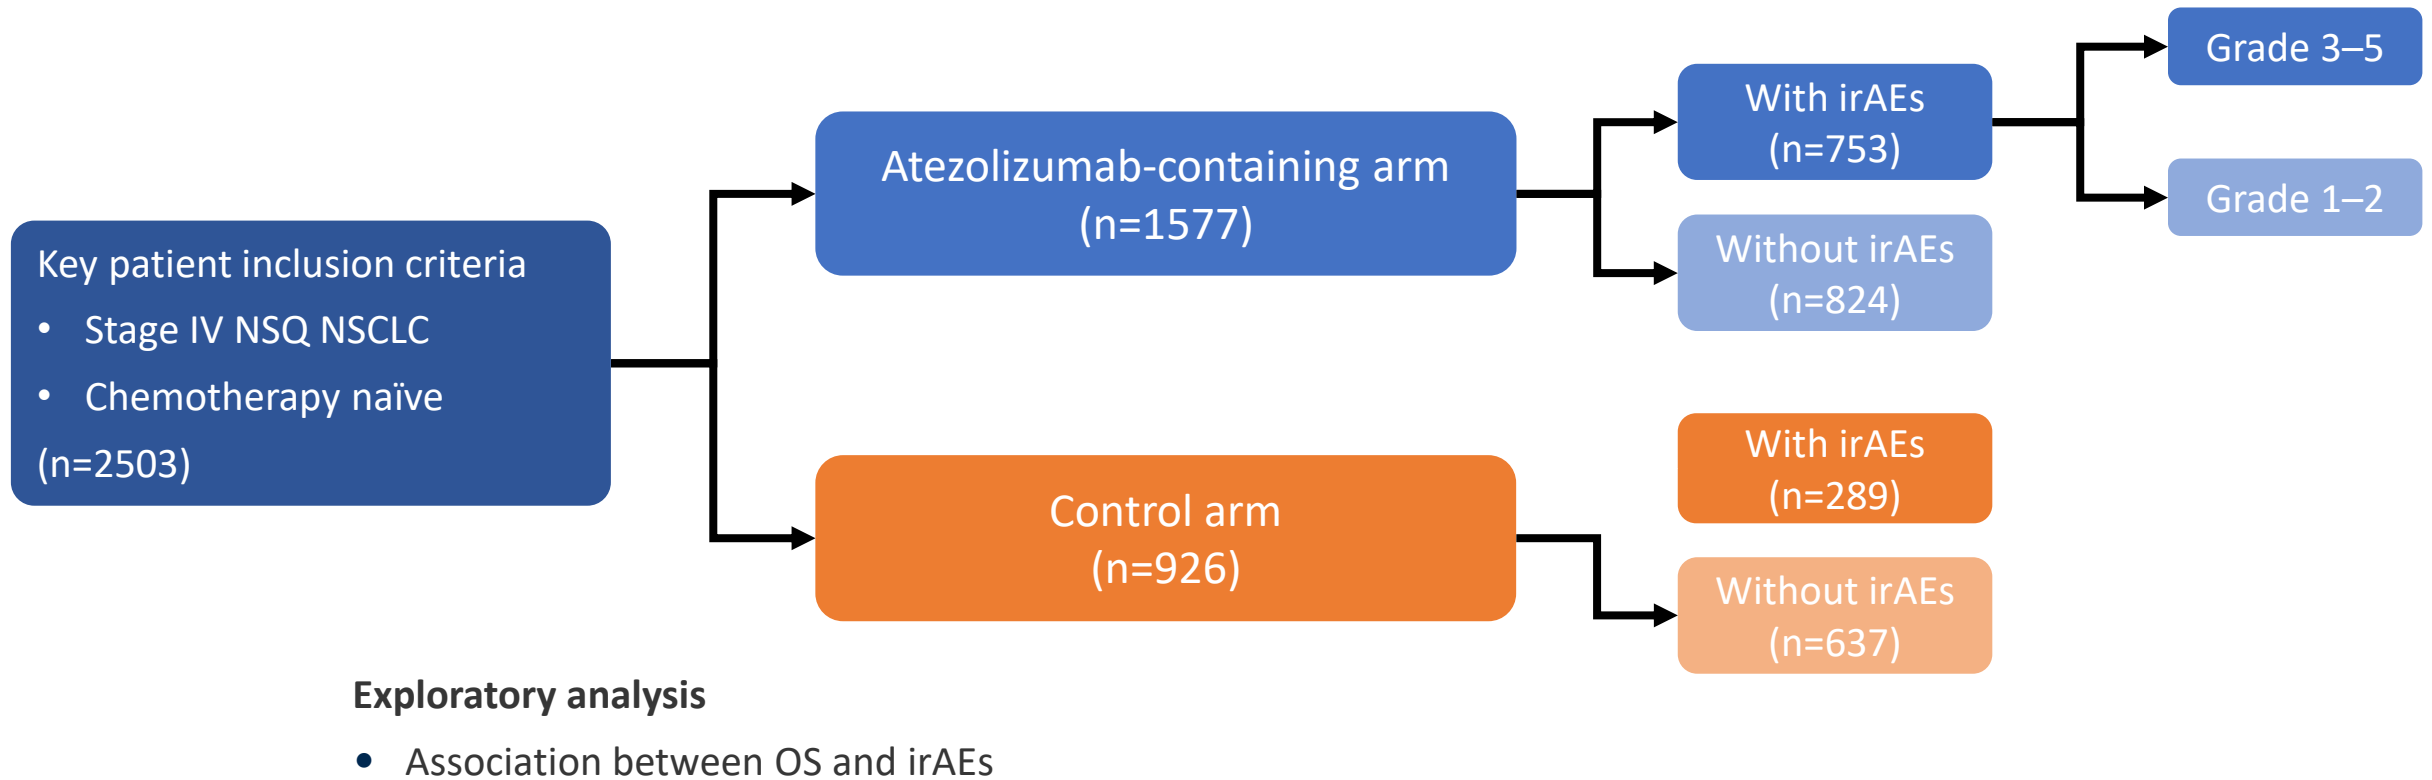 Key patient inclusion criteria
• Stage IV NSQ NSCLC
• Chemotherapy naïve
(n=2503)
Atezolizumab-containing arm
(n=1577)
With irAEs
(n=753)
Grade 3–5
Grade 1–2
Without irAEs
(n=824)
Control arm
(n=926)
With irAEs
(n=289)
Without irAEs
(n=637)
Exploratory analysis
• Association between OS and irAEs